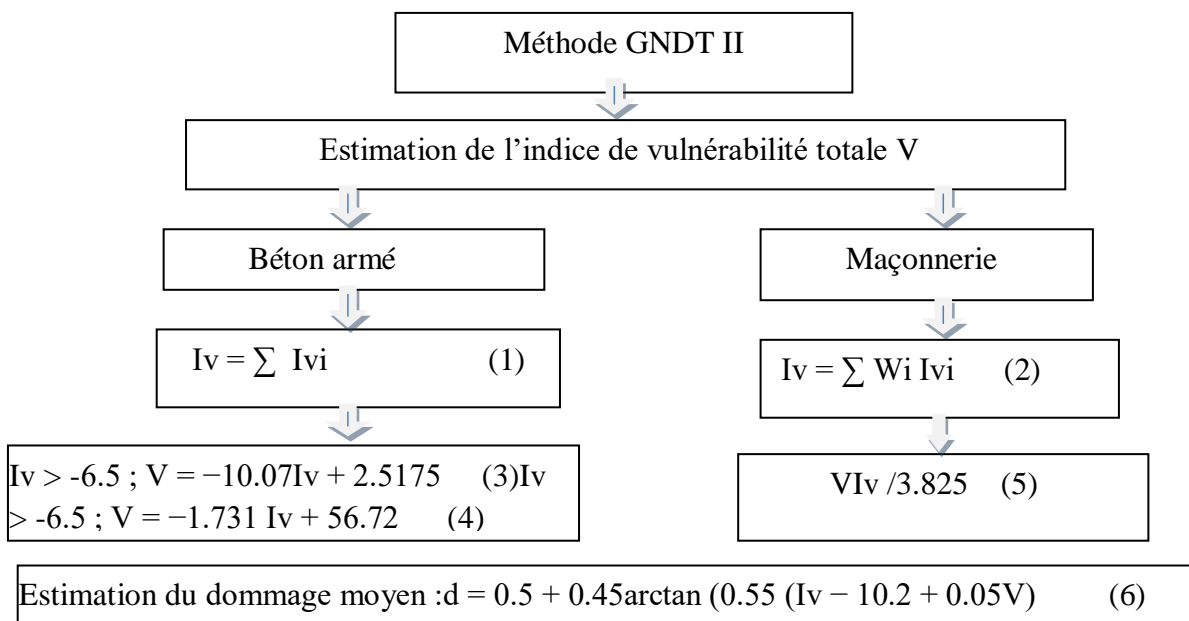 Méthode GNDT II
Estimation de l’indice de vulnérabilité totale V
Béton armé
Maçonnerie
Iv = ∑ Ivi (1)
Iv = ∑ Wi Ivi (2)
Iv > -6.5 ; V = −10.07Iv + 2.5175 (3)Iv
> -6.5 ; V = −1.731 Iv + 56.72 (4)
VIv /3.825 (5)
Estimation du dommage moyen :d = 0.5 + 0.45arctan (0.55 (Iv − 10.2 + 0.05V) (6)